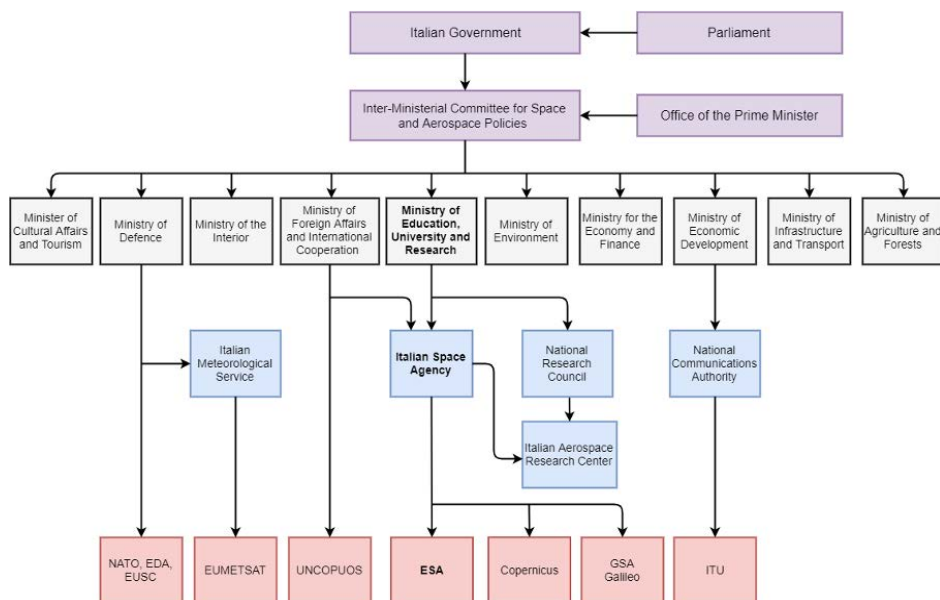 Italian Government
Parliament
Inter-Ministerial Committee for Space
and Aerospace Policies
Office of the Prime Minister
Minister of
Cultural Affairs
and Tourism
Ministry of
Defence
Ministry of the
Interior
Ministry of
Foreign Affairs
and International
Cooperation
Ministry of
Education,
University and
Research
Ministry of
Environment
Ministry for the
Economy and
Finance
Ministry of
Economic
Development
Ministry of
Infrastructure
and Transport
Ministry of
Agriculture and
Forests
Italian
Meteorological
Service
Italian Space
Agency
National
Research
Council
National
Communications
Authority
Italian Aerospace
Research Center
NATO, EDA,
EUSC
EUMETSAT
UNCOPUOS
ESA
Copernicus
GSA
Galileo
ITU